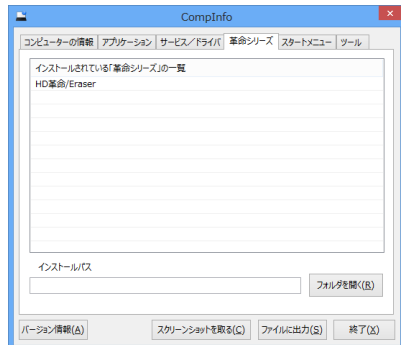 CompInfo
コンピューターの情報 アプリケーション サービス／ドライバ 革命シリーズ スタートメニュー ツール
インストールされている「革命シリーズ」の一覧
HD革命/Eraser
インストールパス
フォルダを開く(R)
バージョン情報(A) スクリーンショットを取る(C) ファイルに出力(S) 終了(X)